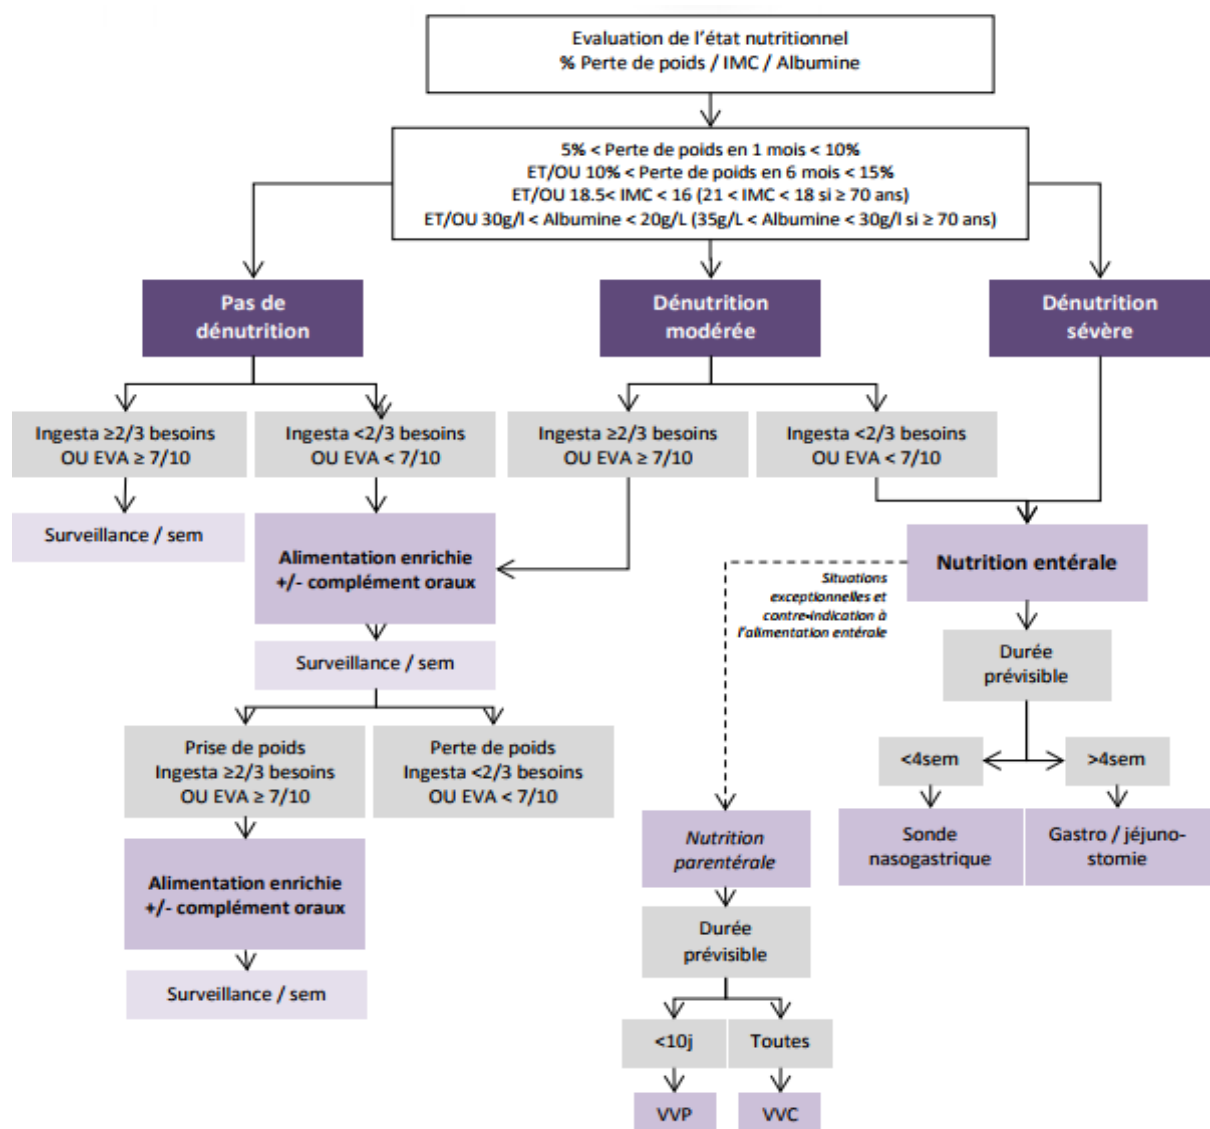 Evaluation de l’état nutritionnel
% Perte de poids / IMC / Albumine
5% < Perte de poids en 1 mois < 10%
ET/OU 10% < Perte de poids en 6 mois < 15%
ET/OU 18.5< IMC < 16 (21 < IMC < 18 si ≥ 70 ans)
ET/OU 30g/l < Albumine < 20g/L (35g/L < Albumine < 30g/l si ≥ 70 ans)
Pas de
dénutrition
Dénutrition
modérée
Dénutrition
sévère
Ingesta ≥2/3 besoins
OU EVA ≥ 7/10
Ingesta <2/3 besoins
OU EVA < 7/10
Ingesta ≥2/3 besoins
OU EVA ≥ 7/10
Ingesta <2/3 besoins
OU EVA < 7/10
Surveillance / sem
Alimentation enrichie
+/- complément oraux
Nutrition entérale
Situations
exceptionnelles et
contre-indication à
l’alimentation entérale
Surveillance / sem
Durée
prévisible
Prise de poids
Ingesta ≥2/3 besoins
OU EVA ≥ 7/10
Perte de poids
Ingesta <2/3 besoins
OU EVA < 7/10
<4sem
>4sem
Nutrition
parentérale
Sonde
nasogastrique
Gastro / jéjuno-
stomie
Alimentation enrichie
+/- complément oraux
Durée
prévisible
Surveillance / sem
<10j
Toutes
VVP
VVC